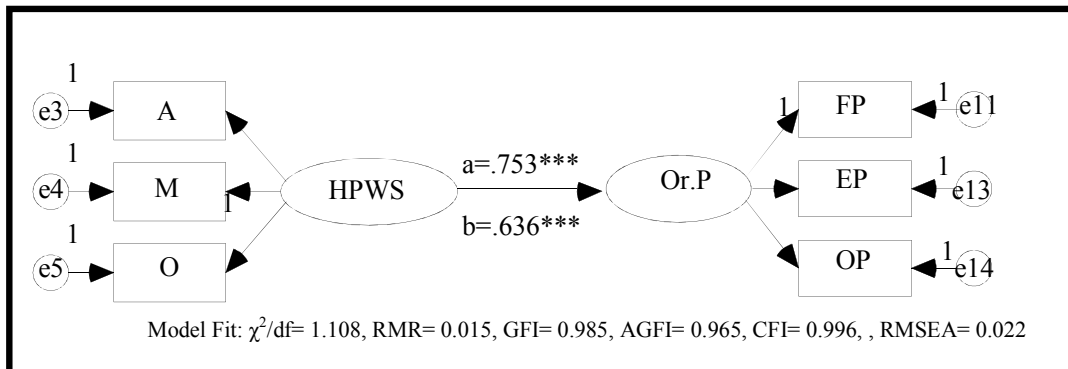 1
e3
A
1
FP
1
e11
1
e4
M
1
HPWS
a=.753***
b=.636***
Or.P
EP
1
e13
1
e5
O
OP
1
e14
Model Fit: χ²/df= 1.108, RMR= 0.015, GFI= 0.985, AGFI= 0.965, CFI= 0.996, , RMSEA= 0.022